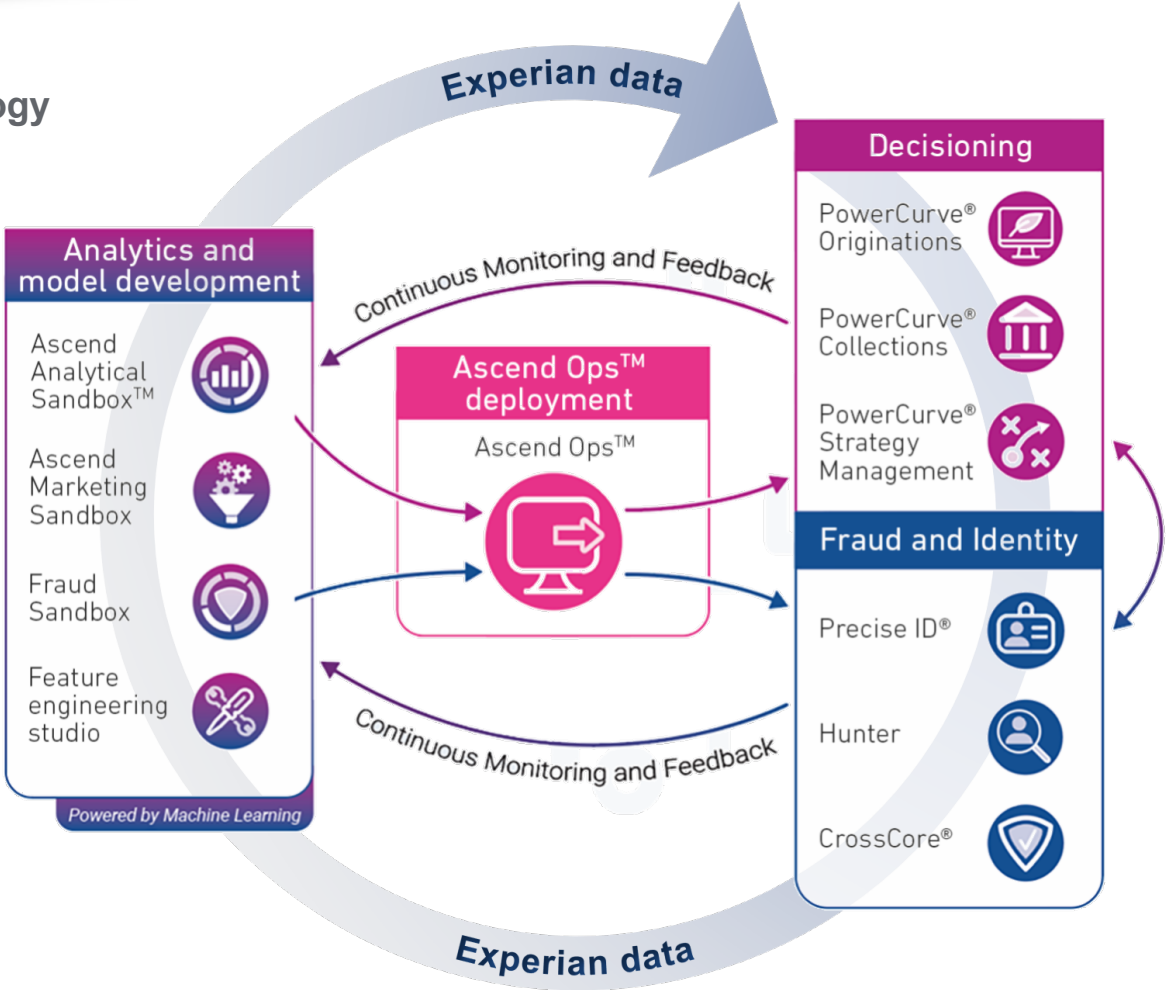 Experian data
Decisioning
PowerCurve®
Originations
PowerCurve®
Collections
PowerCurve®
Strategy
Management
Analytics and
model development
Ascend
Analytical
Sandbox™
Ascend
Marketing
Sandbox
Fraud
Sandbox
Feature
engineering
studio
Powered by Machine Learning
Continuous Monitoring and Feedback
Ascend Ops™
deployment
Ascend Ops™
Continuous Monitoring and Feedback
Fraud and Identity
Precise ID®
Hunter
CrossCore®
Experian data